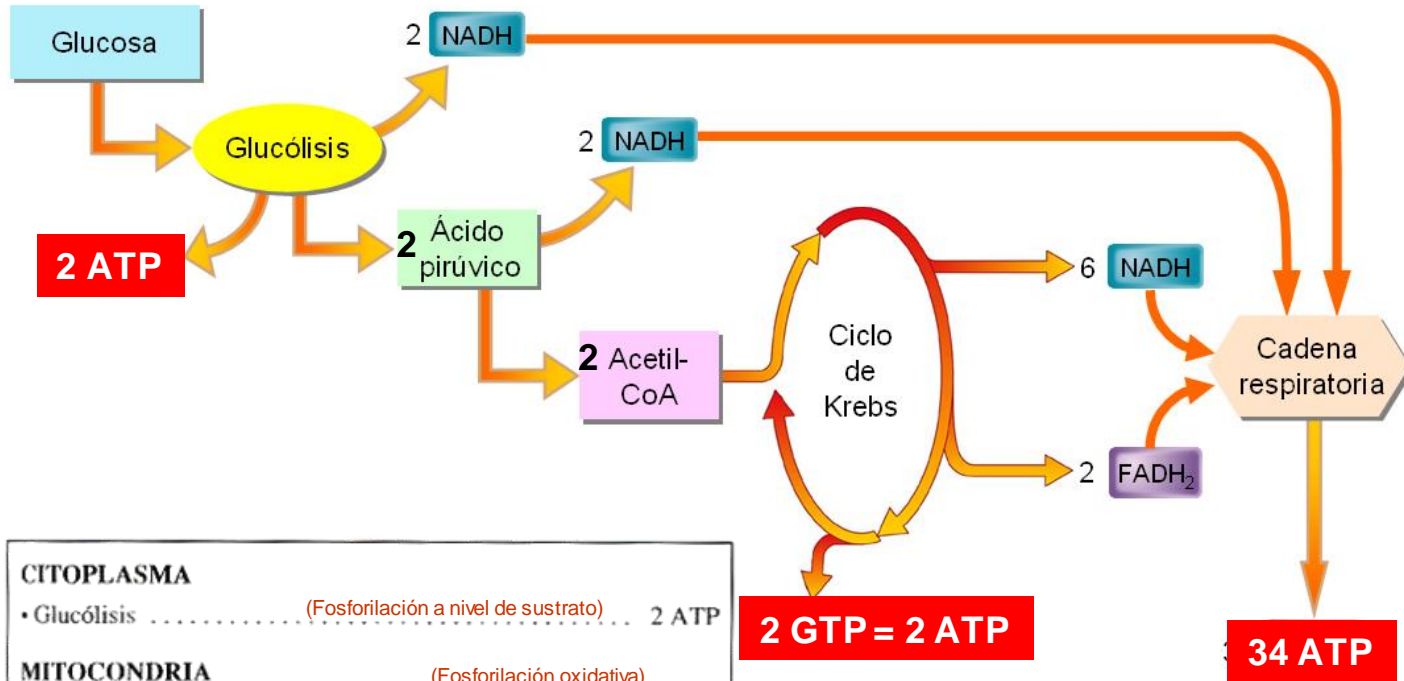 Glucosa
2 NADH
Glucólisis
2 NADH
2 ATP
2 Ácido
pirúvico
6 NADH
2 Acetil-
CoA
Ciclo
de
Krebs
Cadena
respiratoria
2 FADH₂
CITOPLASMA
• Glucólisis (Fosforilación a nivel de sustrato) 2 ATP
MITOCONDRIA (Fosforilación oxidativa)
2 GTP = 2 ATP
34 ATP